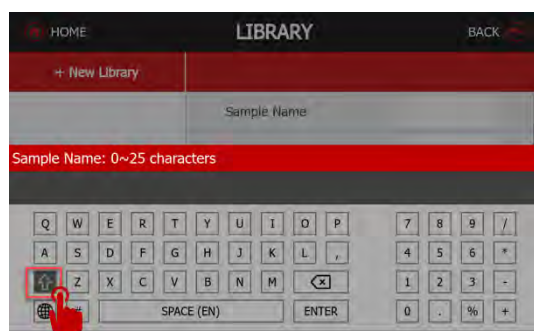 HOME LIBRARY BACK
+ New Library
Sample Name
Sample Name: 0~25 characters
Q W E R T Y U I O P 7 8 9 /
A S D F G H J K L , 4 5 6 *
Z X C V B N M 1 2 3 -
SPACE (EN) ENTER 0 . % +